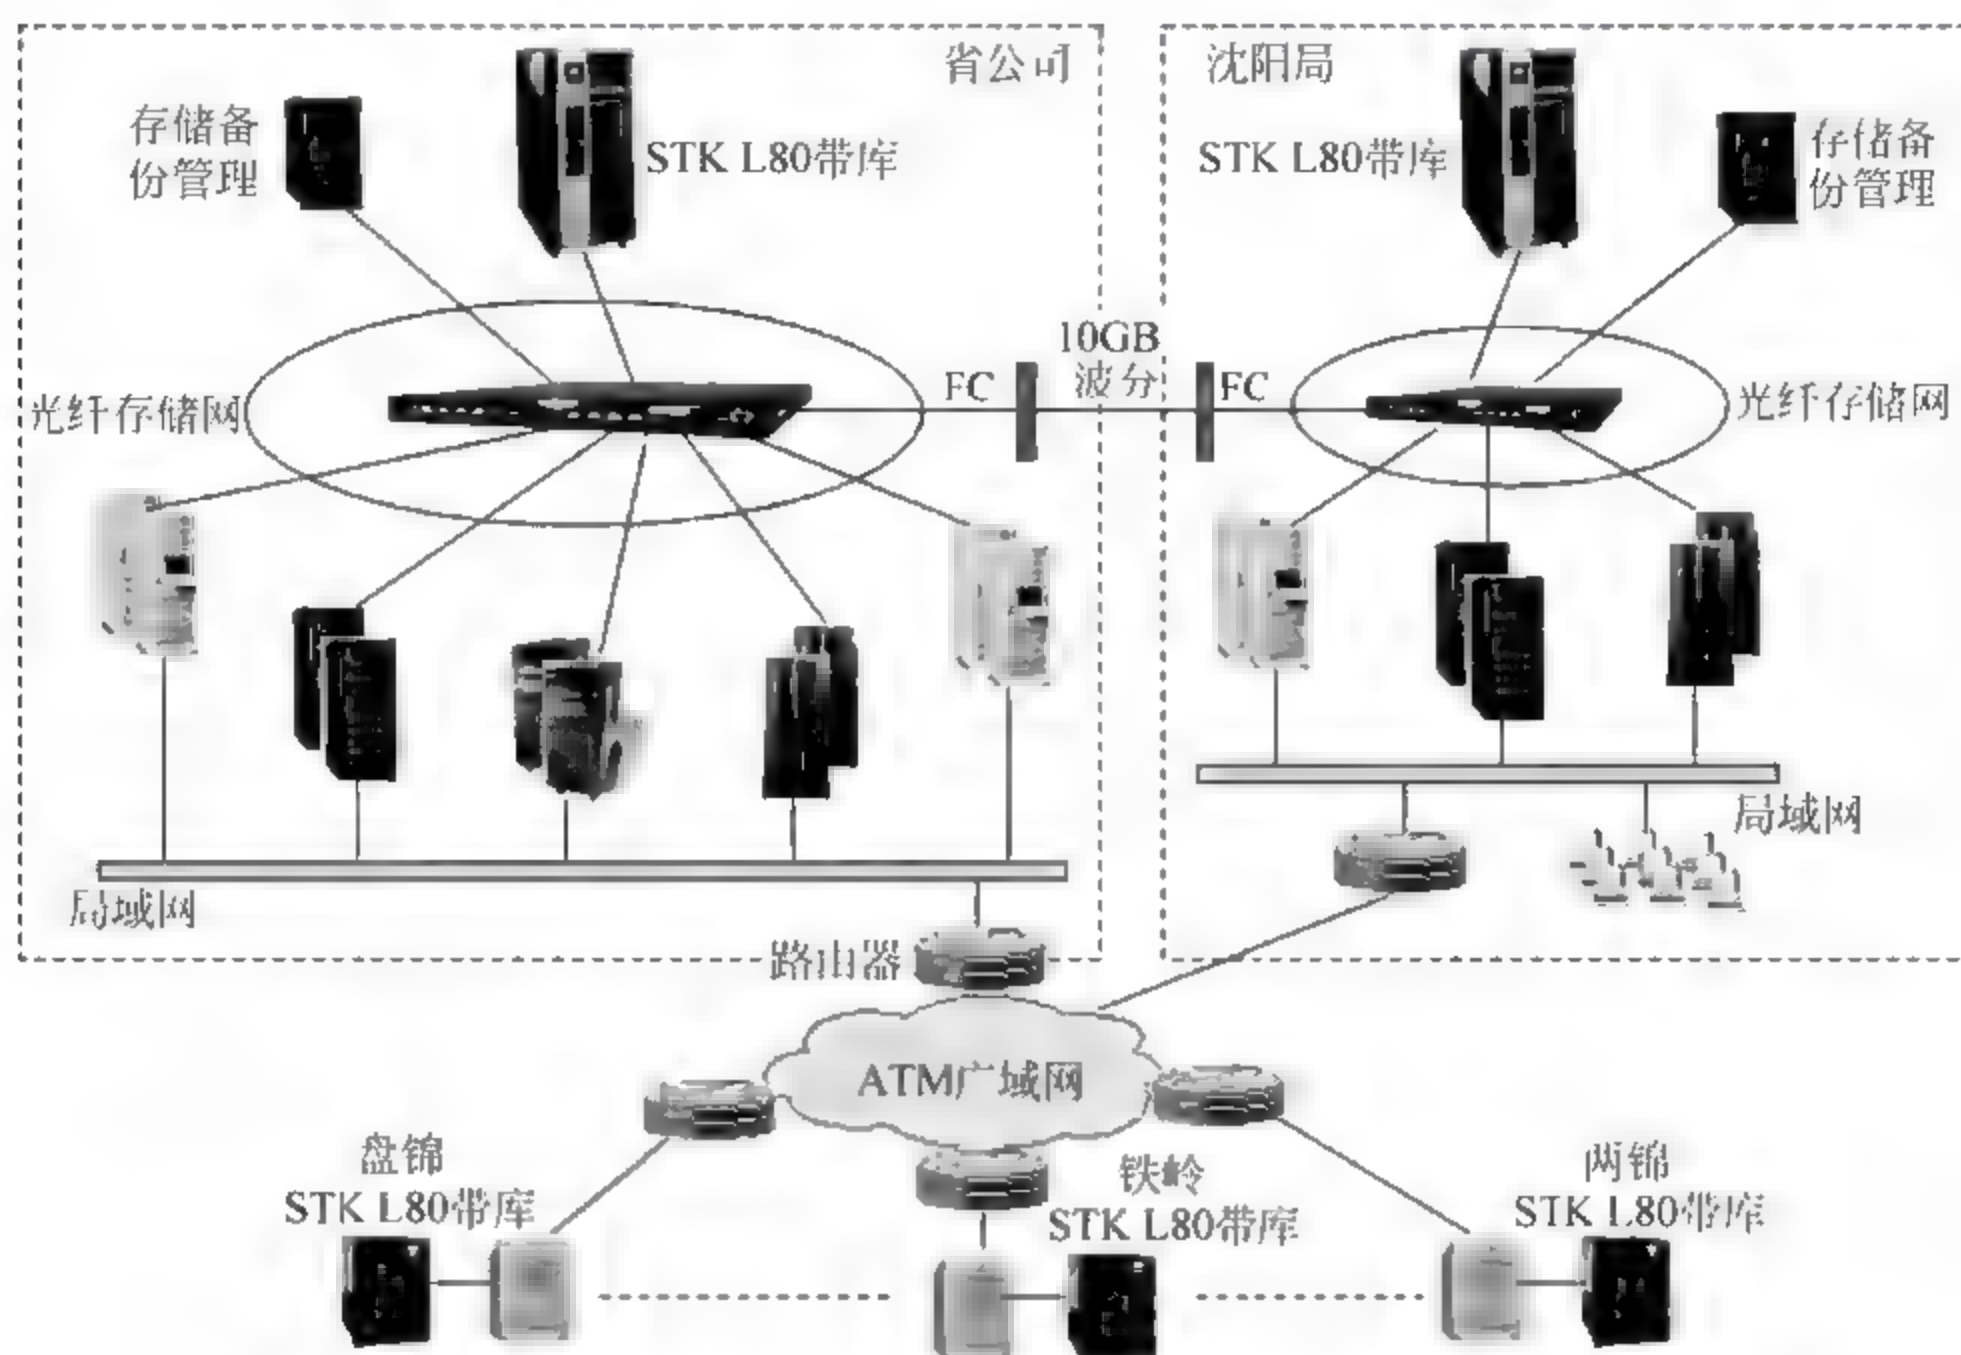 省公司
沈阳局
存储备
份管理
STK L80带库
STK L80带库
存储备
份管理
光纤存储网
FC
10GB
波分
FC
光纤存储网
局域网
局域网
路由器
ATM广域网
盘锦
STK L80带库
铁岭
STK L80带库
两锦
STK L80带库